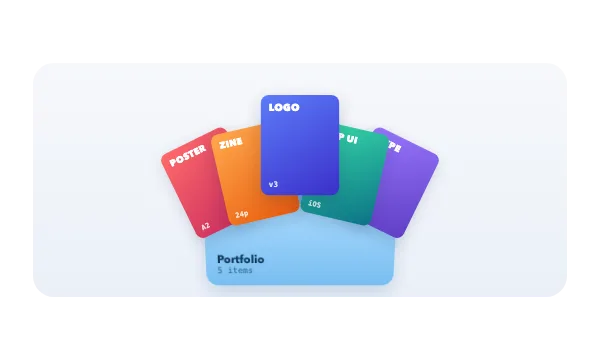 POSTER
A2
ZINE
24p
LOGO
v3
P UI
iOS
PE
Portfolio
5 items